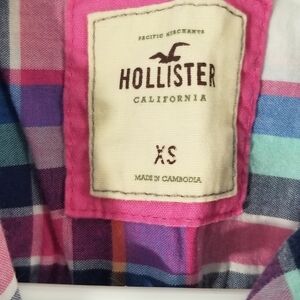 PACIFIC MERCHANTS
HOLLISTER
CALIFORNIA
XS
MADE IN CAMBODIA